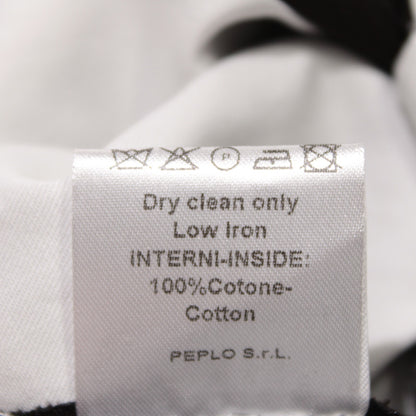 Dry clean only
Low Iron
INTERNI-INSIDE:
100%Cotone-
Cotton
PEPLO S.r.L.